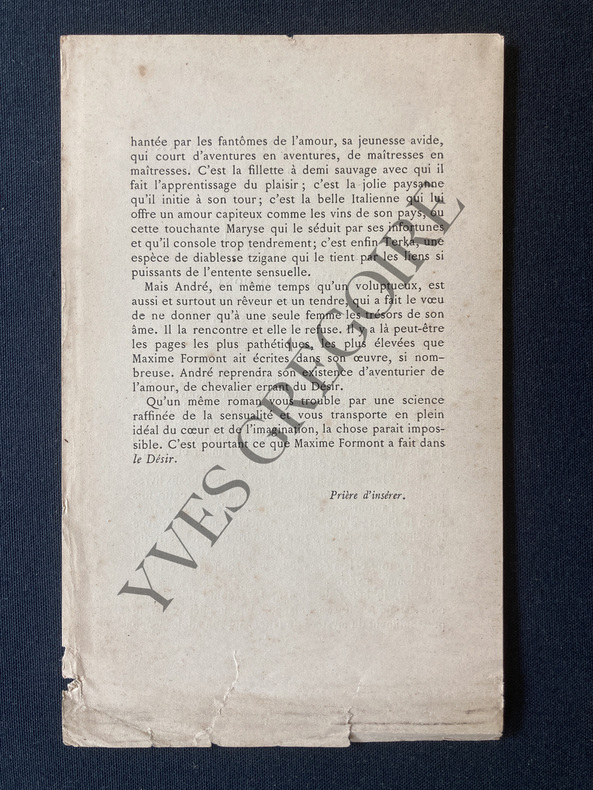 hantée par les fantômes de l'amour, sa jeunesse avide,
qui court d'aventures en aventures, de maîtresses en
maîtresses. C'est la fillette à demi sauvage avec qui il
fait l'apprentissage du plaisir ; c'est la jolie paysanne
qu'il initie à son tour ; c'est la belle Italienne qui lui
offre un amour capiteux comme les vins de son pays, ou
cette touchante Maryse qui le séduit par ses infortunes
et qu'il console trop tendrement ; c'est enfin une
espèce de diablesse tzigane qui le tient par les liens si
puissants de l'entente sensuelle.
Mais André, en même temps qu'un voluptueux, est
aussi et surtout un rêveur et un tendre, qui a fait le vœu
de ne donner qu'à une seule femme les trésors de son
âme. Il la rencontre et elle le refuse. Il y a là peut-être
les pages les plus pathétiques, les plus élevées que
Maxime Formont ait écrites dans son œuvre, si nom-
breuse. André reprendra son existence d'aventurier de
l'amour, de chevalier errant du Désir.
Qu'un même roman vous trouble par une science
raffinée de la sensualité et vous transporte en plein
idéal du cœur et de l'imagination, la chose parait impos-
sible. C'est pourtant ce que Maxime Formont a fait dans
le Désir.
Prière d'insérer.
YVES GRÉGOIRE